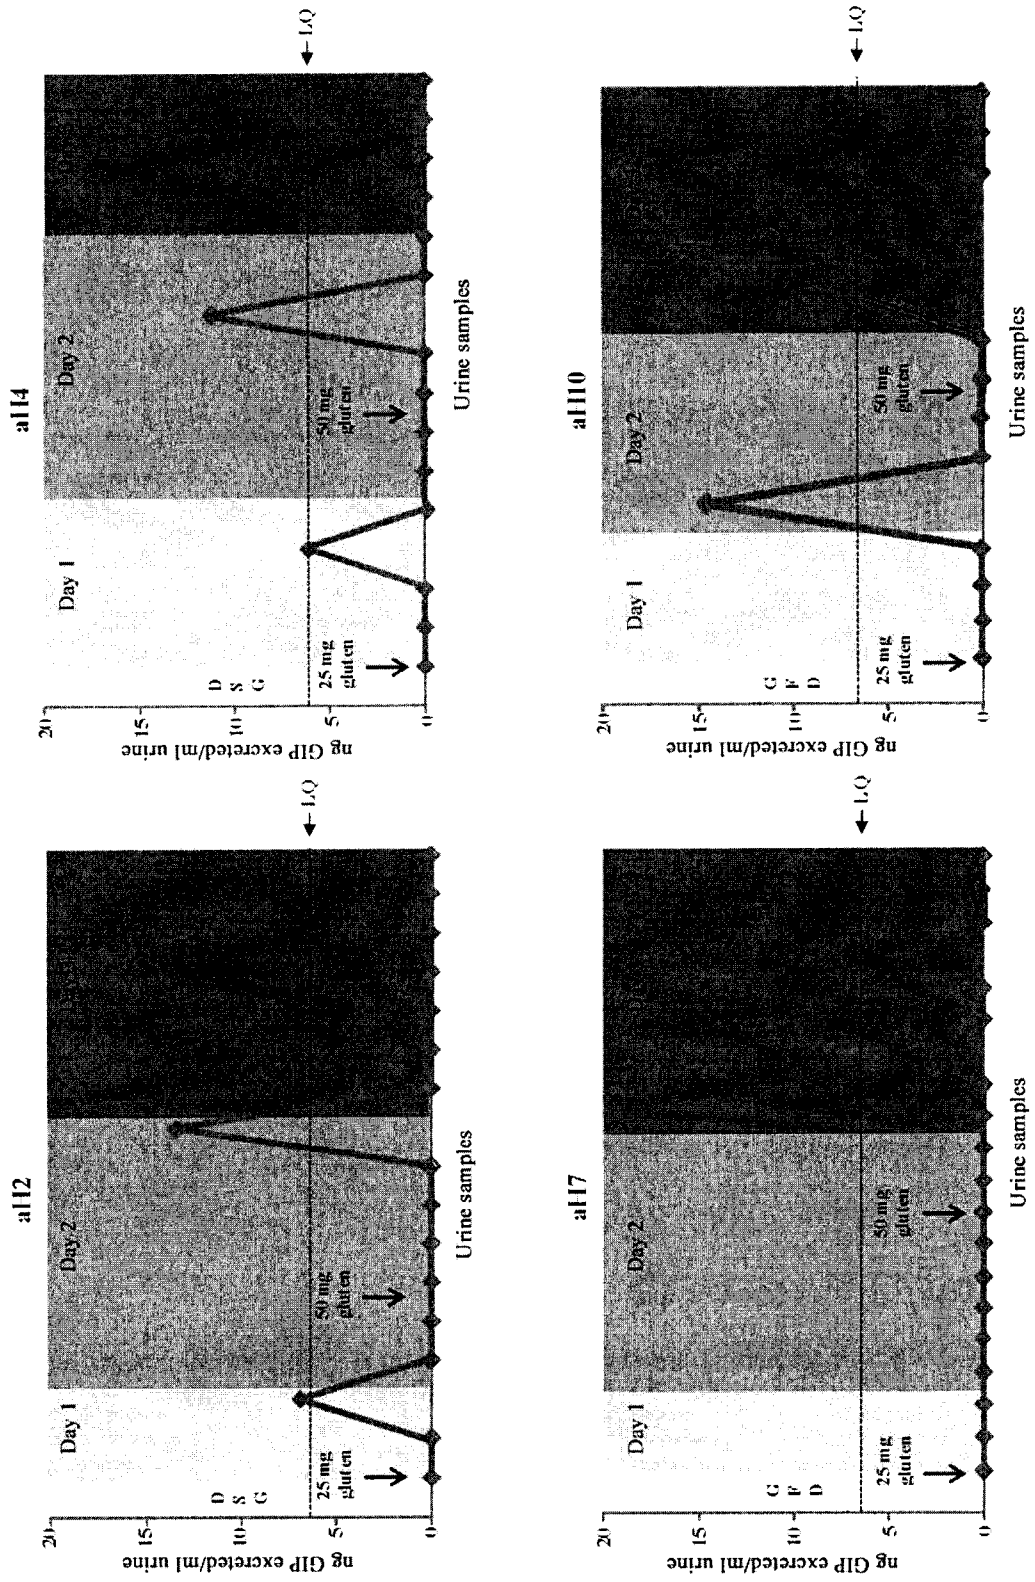 aH2
ng GIP excreted/ml urine
20
15
10
5
0
Day 1
Day 2
D
S
G
25 mg
gluten
50 mg
gluten
LQ
Urine samples
aH4
ng GIP excreted/ml urine
20
15
10
5
0
Day 1
Day 2
D
S
G
25 mg
gluten
50 mg
gluten
LQ
Urine samples
aH7
ng GIP excreted/ml urine
20
15
10
5
0
Day 1
Day 2
G
F
D
25 mg
gluten
50 mg
gluten
LQ
Urine samples
aH10
ng GIP excreted/ml urine
20
15
10
5
0
Day 1
Day 2
G
F
D
25 mg
gluten
50 mg
gluten
LQ
Urine samples